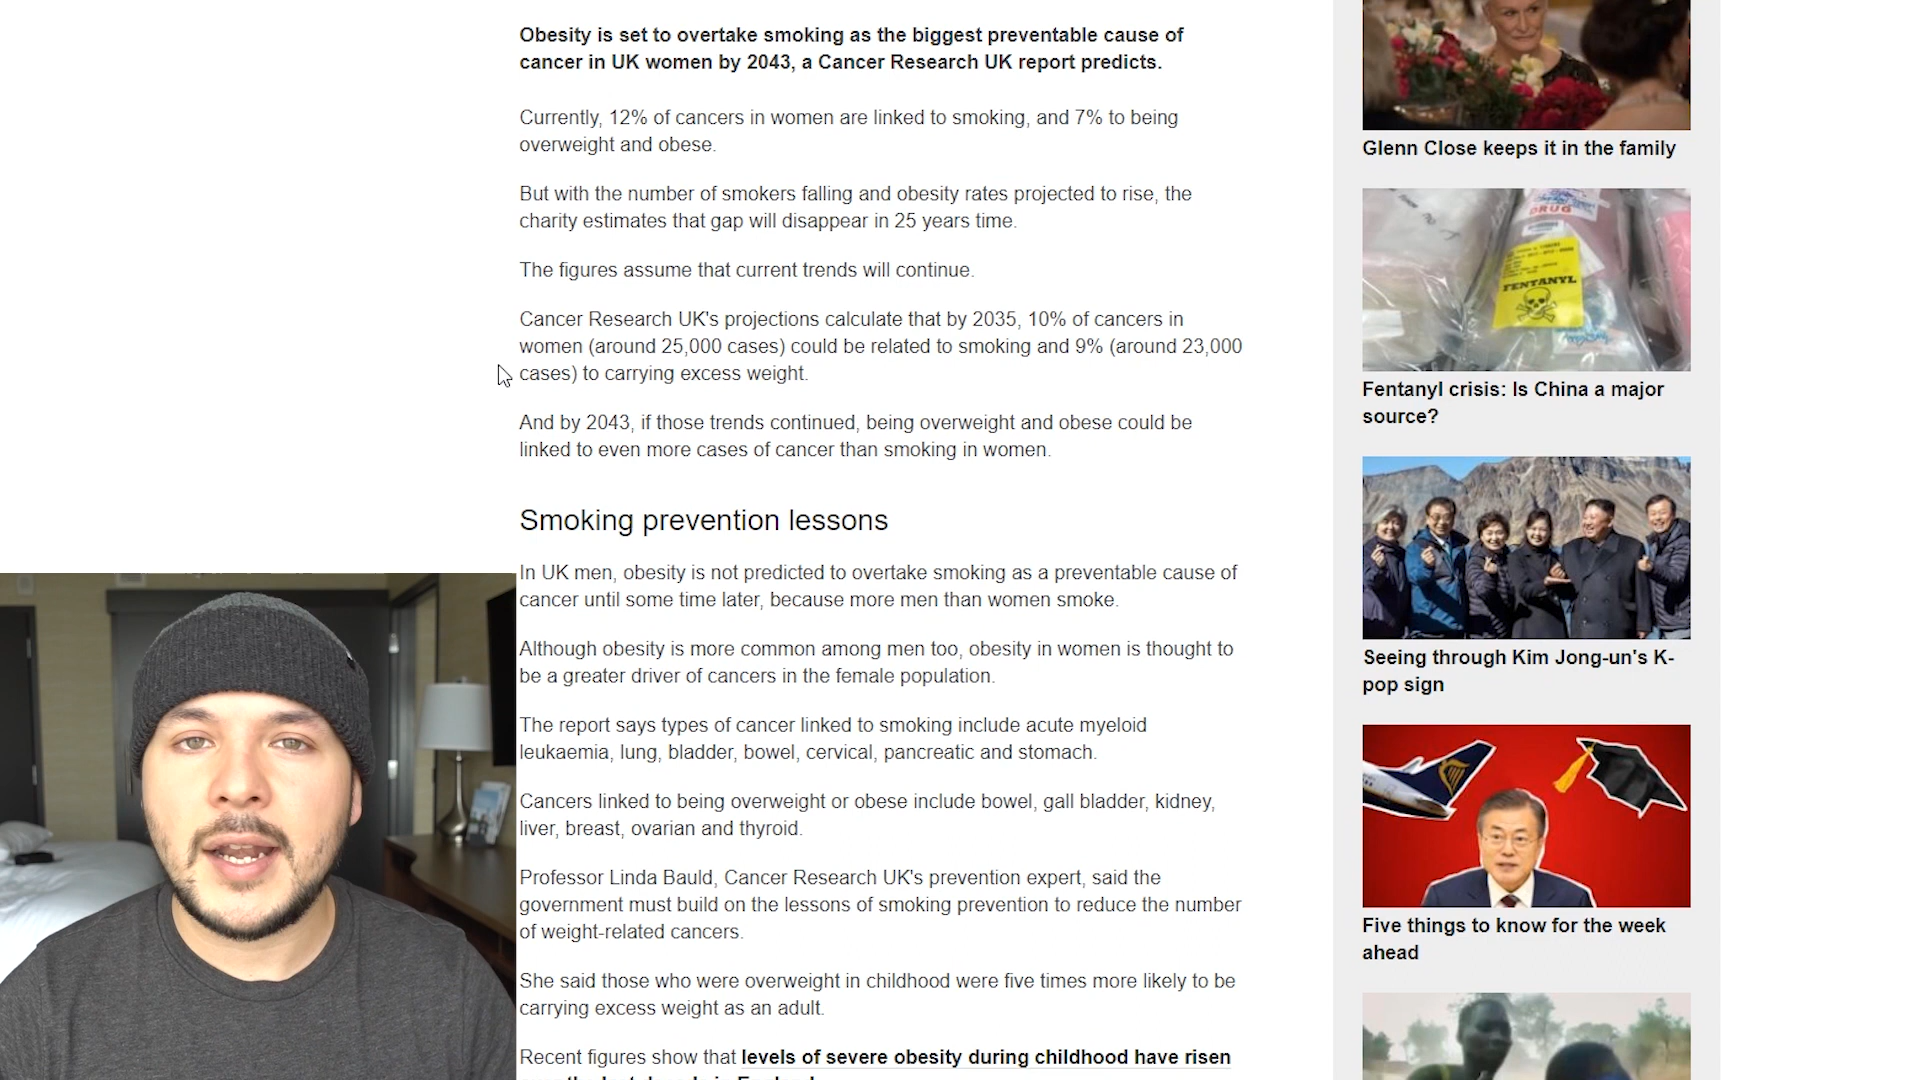 Obesity is set to overtake smoking as the biggest preventable cause of
cancer in UK women by 2043, a Cancer Research UK report predicts.
Currently, 12% of cancers in women are linked to smoking, and 7% to being
overweight and obese.
But with the number of smokers falling and obesity rates projected to rise, the
charity estimates that gap will disappear in 25 years time.
The figures assume that current trends will continue.
Cancer Research UK's projections calculate that by 2035, 10% of cancers in
women (around 25,000 cases) could be related to smoking and 9% (around 23,000
cases) to carrying excess weight.
And by 2043, if those trends continued, being overweight and obese could be
linked to even more cases of cancer than smoking in women.
Smoking prevention lessons
In UK men, obesity is not predicted to overtake smoking as a preventable cause of
cancer until some time later, because more men than women smoke.
Although obesity is more common among men too, obesity in women is thought to
be a greater driver of cancers in the female population.
The report says types of cancer linked to smoking include acute myeloid
leukaemia, lung, bladder, bowel, cervical, pancreatic and stomach.
Cancers linked to being overweight or obese include bowel, gall bladder, kidney,
liver, breast, ovarian and thyroid.
Professor Linda Bauld, Cancer Research UK's prevention expert, said the
government must build on the lessons of smoking prevention to reduce the number
of weight-related cancers.
She said those who were overweight in childhood were five times more likely to be
carrying excess weight as an adult.
Recent figures show that levels of severe obesity during childhood have risen
Glenn Close keeps it in the family
DRUG
FENTANYL
Fentanyl crisis: Is China a major
source?
Seeing through Kim Jong-un's K-
pop sign
Five things to know for the week
ahead